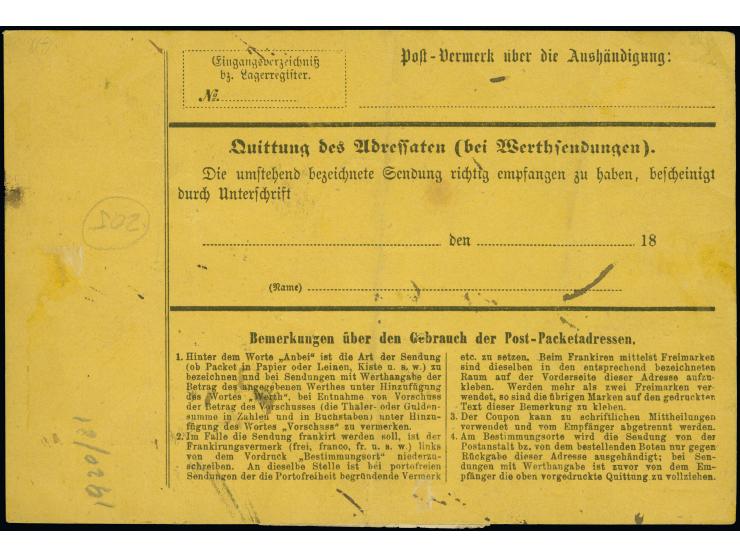 Eingangsverzeichniß
bz. Lagerregister.
No.
Post-Vermerk über die Aushändigung:
Quittung des Adressaten (bei Werthsendungen).
Die umstehend bezeichnete Sendung richtig empfangen zu haben, bescheinigt
durch Unterschrift
den 18
(Name)
205
Bemerkungen über den Gebrauch der Post-Packetadressen.
1. Hinter dem Worte „Anbei" ist die Art der Sendung
(ob Packet in Papier oder Leinen, Kiste u. s. w.) zu
bezeichnen und bei Sendungen mit Werthangabe der
Betrag des angegebenen Werthes unter Hinzufügung
des Wortes „Werth", bei Entnahme von Vorschuss
der Betrag des Vorschusses (die Thaler- oder Gulden-
summe in Zahlen und in Buchstaben) unter Hinzu-
fügung des Wortes „Vorschuss" zu vermerken.
2. Im Falle die Sendung frankirt werden soll, ist der
Frankirungsvermerk (frei, franco, fr. u. s. w.) links
von dem Vordruck „Bestimmungsort" niederzu-
schreiben. An dieselbe Stelle ist bei portofreien
Sendungen der die Portofreiheit begründende Vermerk
etc. zu setzen. Beim Frankiren mittelst Freimarken
sind dieselben in den entsprechend bezeichneten
Raum auf der Vorderseite dieser Adresse aufzu-
kleben. Werden mehr als zwei Freimarken ver-
wendet, so sind die übrigen Marken auf den gedruckten
Text dieser Bemerkung zu kleben.
3. Der Coupon kann zu schriftlichen Mittheilungen
verwendet und vom Empfänger abgetrennt werden.
4. Am Bestimmungsorte wird die Sendung von der
Postanstalt bz. von dem bestellenden Boten nur gegen
Rückgabe dieser Adresse ausgehändigt; bei Sen-
dungen mit Werthangabe ist zuvor von dem Em-
pfänger die oben vorgedruckte Quittung zu vollziehen.